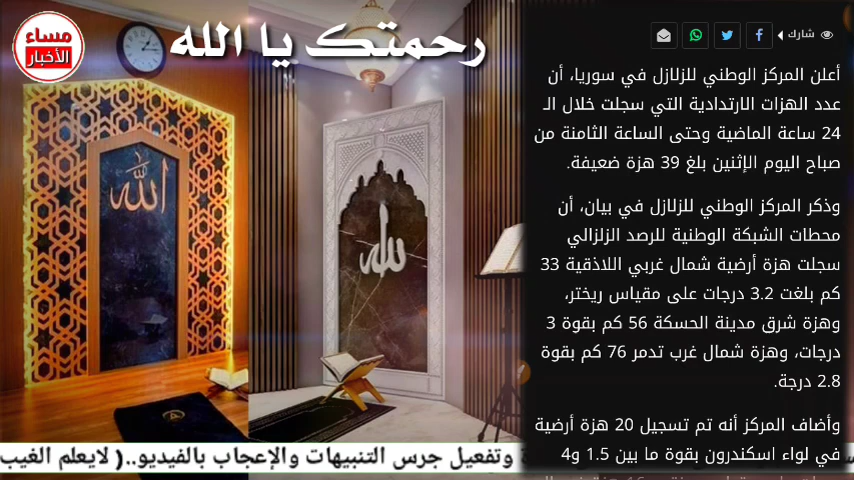 مساء
الأخبار
رحمتك يا الله
الله
الله
شارك
أعلن المركز الوطني للزلازل في سوريا، أن
عدد الهزات الارتدادية التي سجلت خلال الـ
24 ساعة الماضية وحتى الساعة الثامنة من
صباح اليوم الإثنين بلغ 39 هزة ضعيفة.
وذكر المركز الوطني للزلازل في بيان، أن
محطات الشبكة الوطنية للرصد الزلزالي
سجلت هزة أرضية شمال غربي اللاذقية 33
كم بلغت 3.2 درجات على مقياس ريختر،
وهزة شرق مدينة الحسكة 56 كم بقوة 3
درجات، وهزة شمال غرب تدمر 76 كم بقوة
2.8 درجة.
وأضاف المركز أنه تم تسجيل 20 هزة أرضية
في لواء اسكندرون بقوة ما بين 1.5 و4
وتفعيل جرس التنبيهات والإعجاب بالفيديو..( لايعلم الغيب